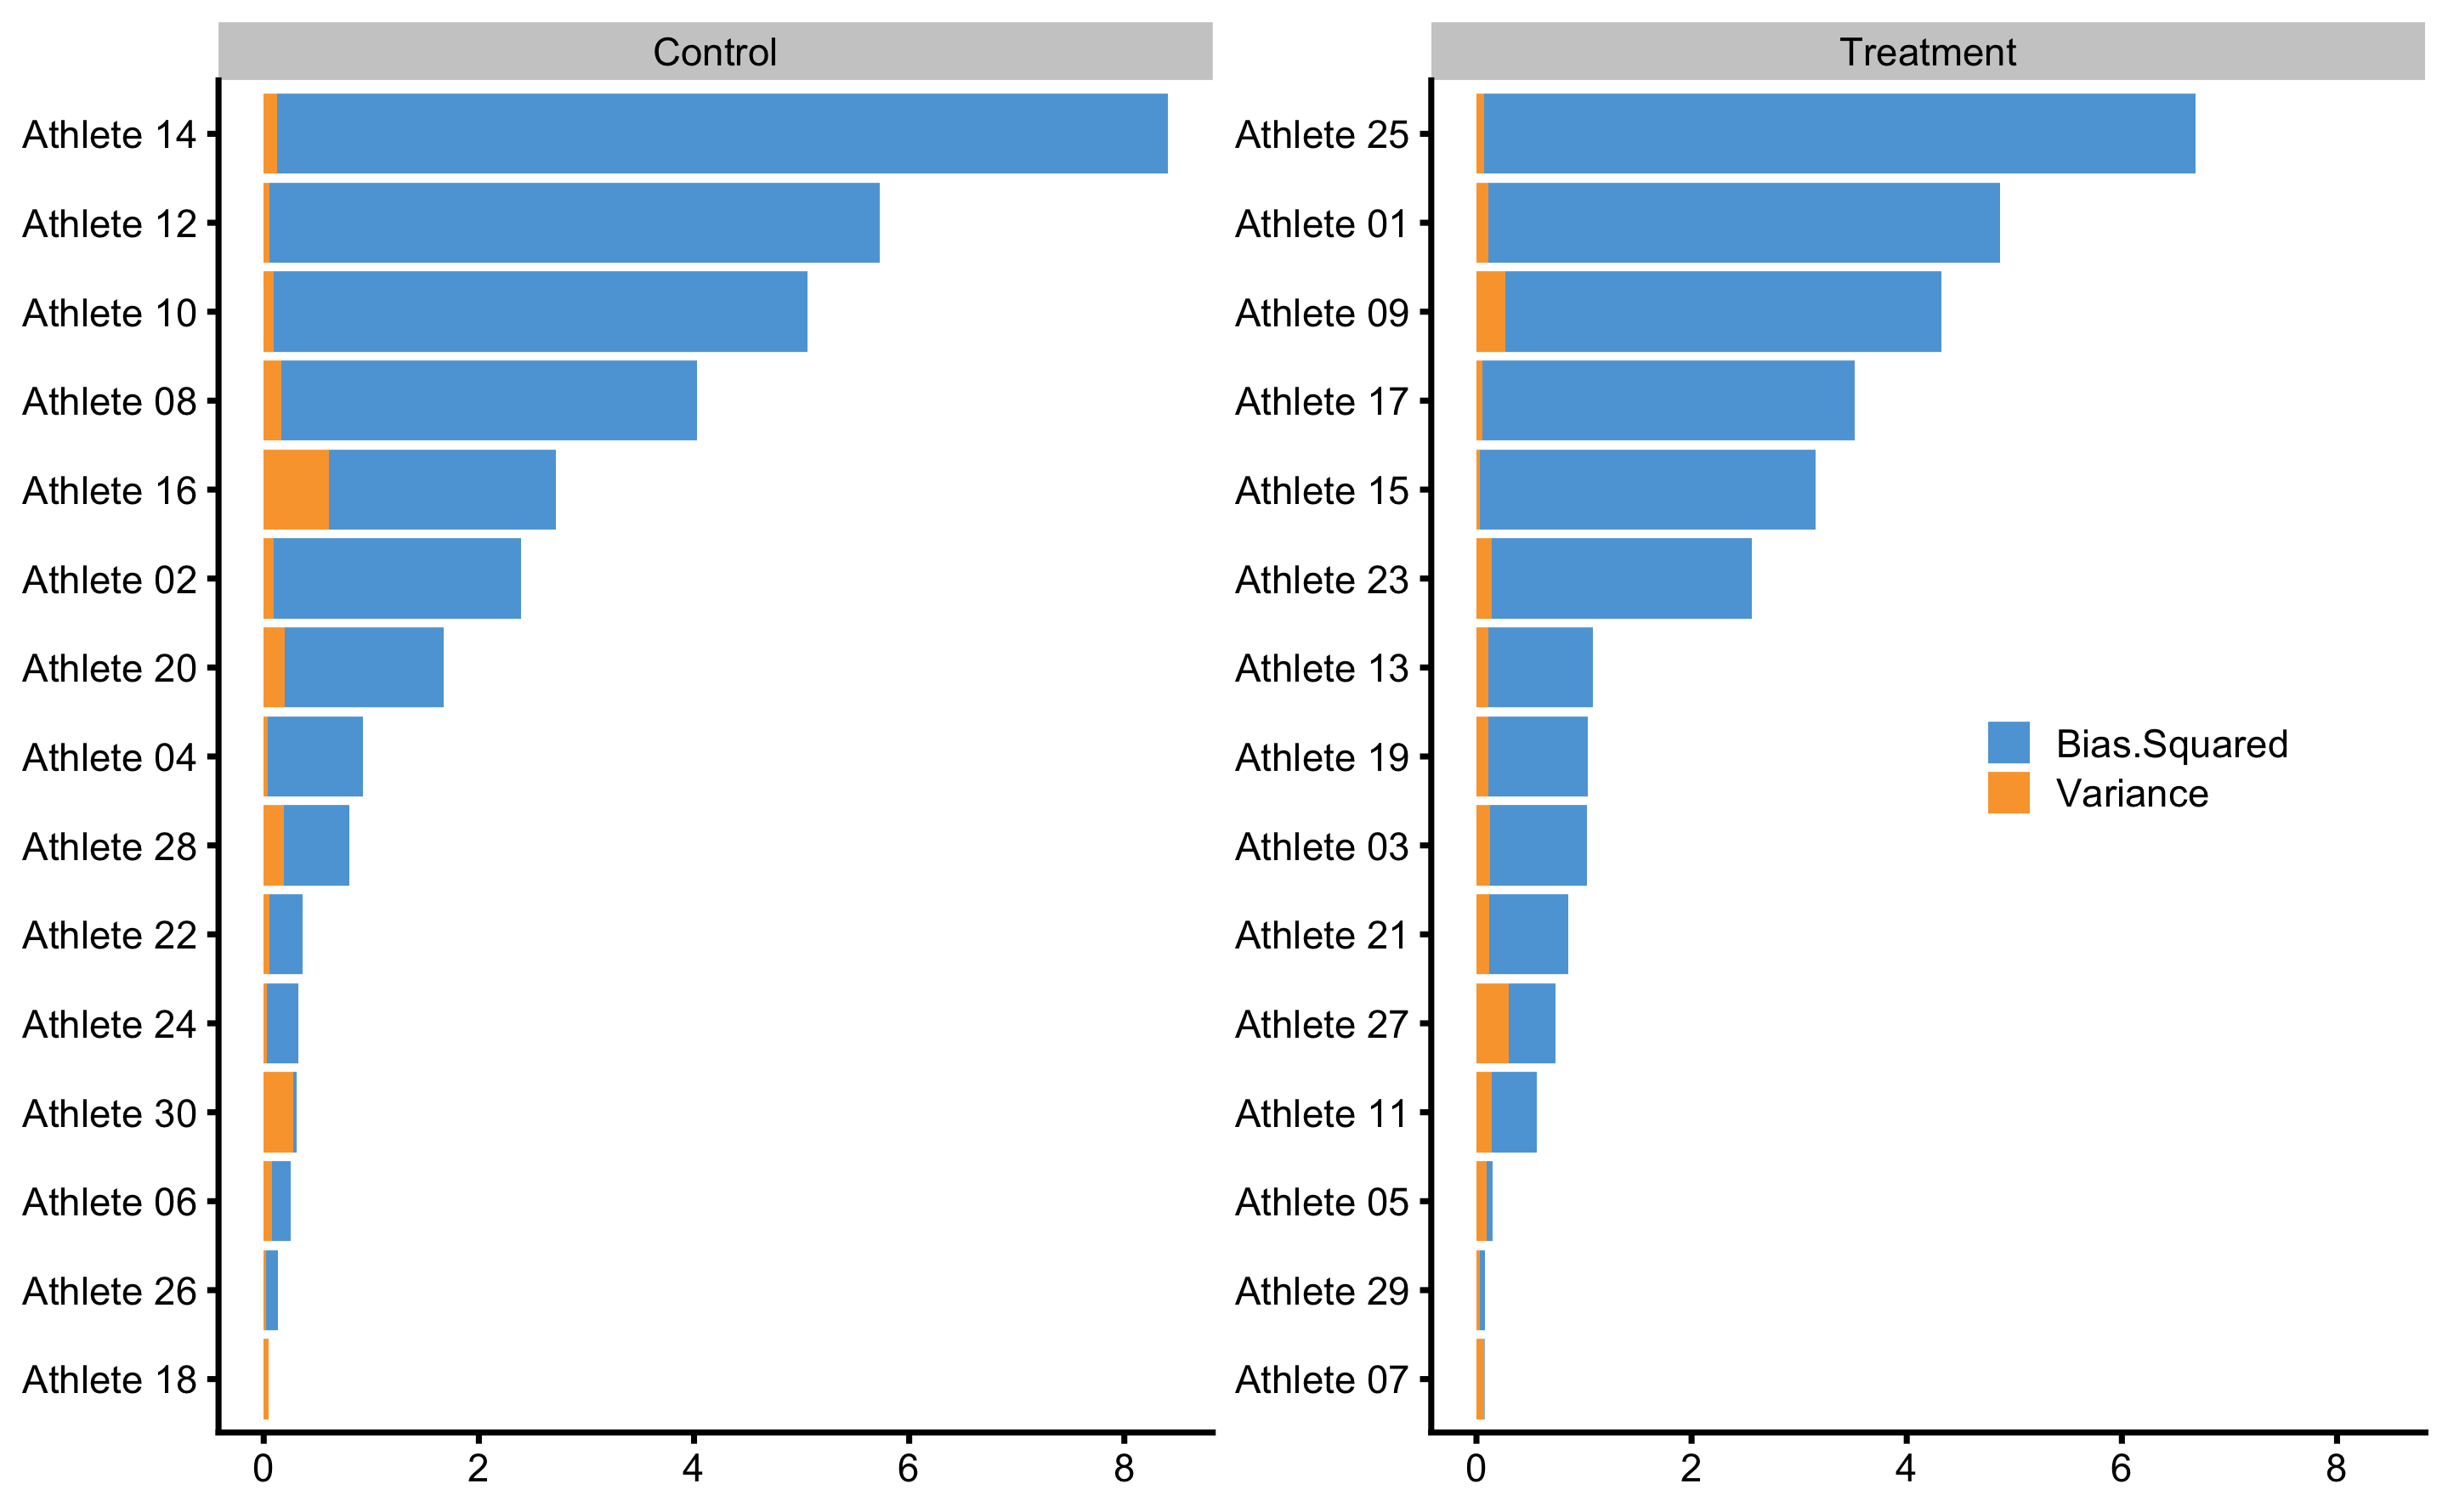 Control
Athlete 14
Athlete 12
Athlete 10
Athlete 08
Athlete 16
Athlete 02
Athlete 20
Athlete 04
Athlete 28
Athlete 22
Athlete 24
Athlete 30
Athlete 06
Athlete 26
Athlete 18
0 2 4 6 8
Treatment
Athlete 25
Athlete 01
Athlete 09
Athlete 17
Athlete 15
Athlete 23
Athlete 13
Athlete 19
Athlete 03
Athlete 21
Athlete 27
Athlete 11
Athlete 05
Athlete 29
Athlete 07
0 2 4 6 8
Bias.Squared
Variance